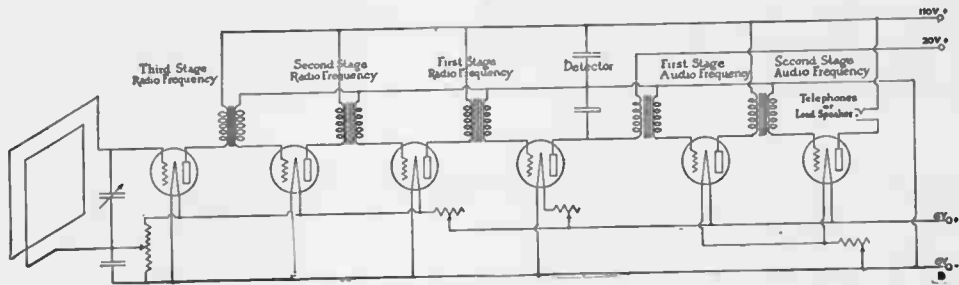 110V.+
20V.+
Third Stage
Radio Frequency
Second Stage
Radio Frequency
First Stage
Radio Frequency
Detector
First Stage
Audio Frequency
Second Stage
Audio Frequency
Telephones
or
Loud Speaker
6V.+
6V.-
B